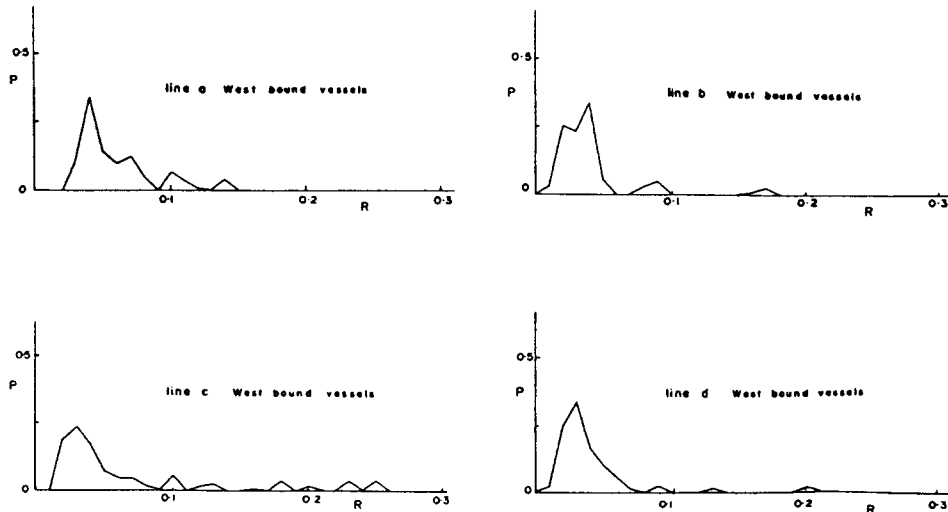 0·5
P
line a West bound vessels
0
0·1
0·2
0·3
R
0·5
P
line b West bound vessels
0
0·1
0·2
0·3
R
0·5
P
line c West bound vessels
0
0·1
0·2
0·3
R
0·5
P
line d West bound vessels
0
0·1
0·2
0·3
R